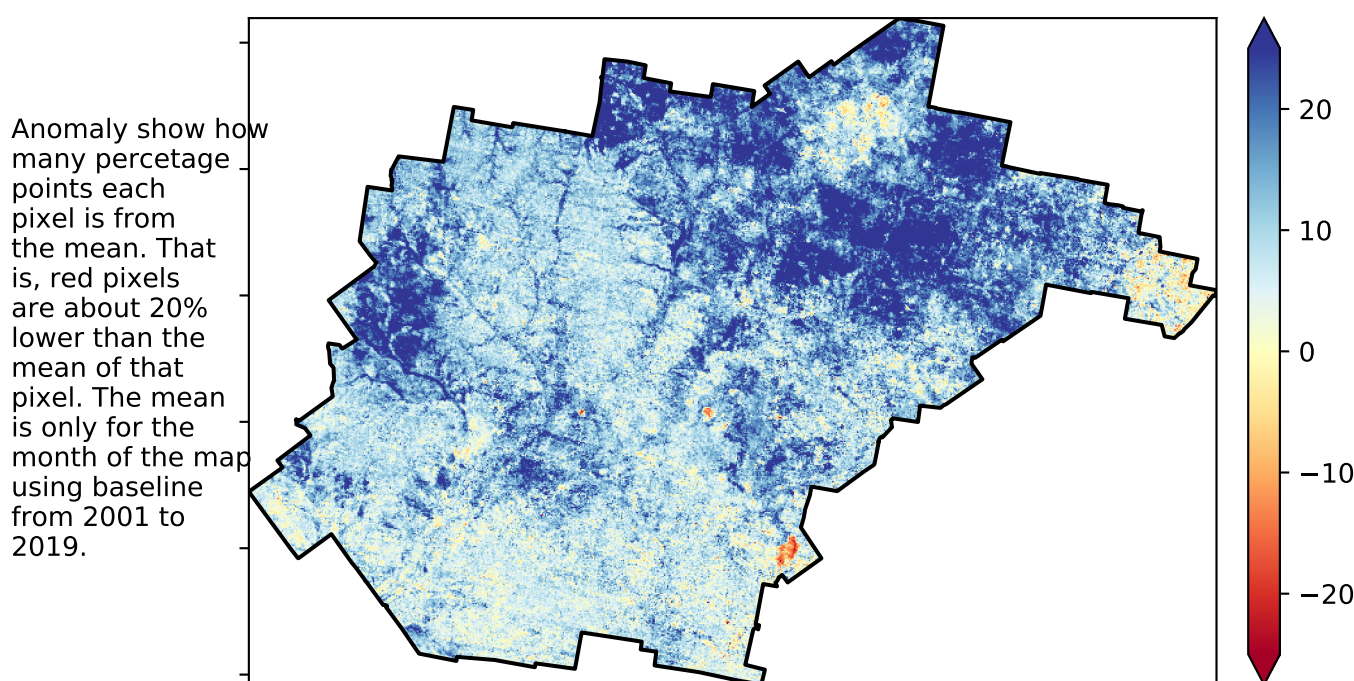 Anomaly show how
many percetage
points each
pixel is from
the mean. That
is, red pixels
are about 20%
lower than the
mean of that
pixel. The mean
is only for the
month of the map
using baseline
from 2001 to
2019.
20
10
0
−10
−20